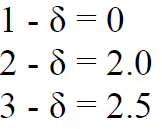 1 - δ = 0
2 - δ = 2.0
3 - δ = 2.5